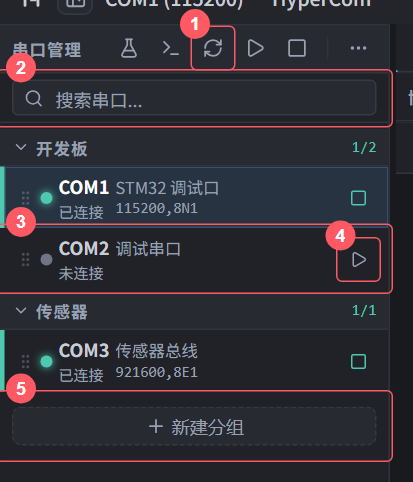 COM1 (115200)
HyperCom
1
串口管理
2
搜索串口...
开发板 1/2
COM1 STM32 调试口
已连接 115200,8N1
3
COM2 调试串口
4
未连接
传感器 1/1
COM3 传感器总线
已连接 921600,8E1
5
+ 新建分组